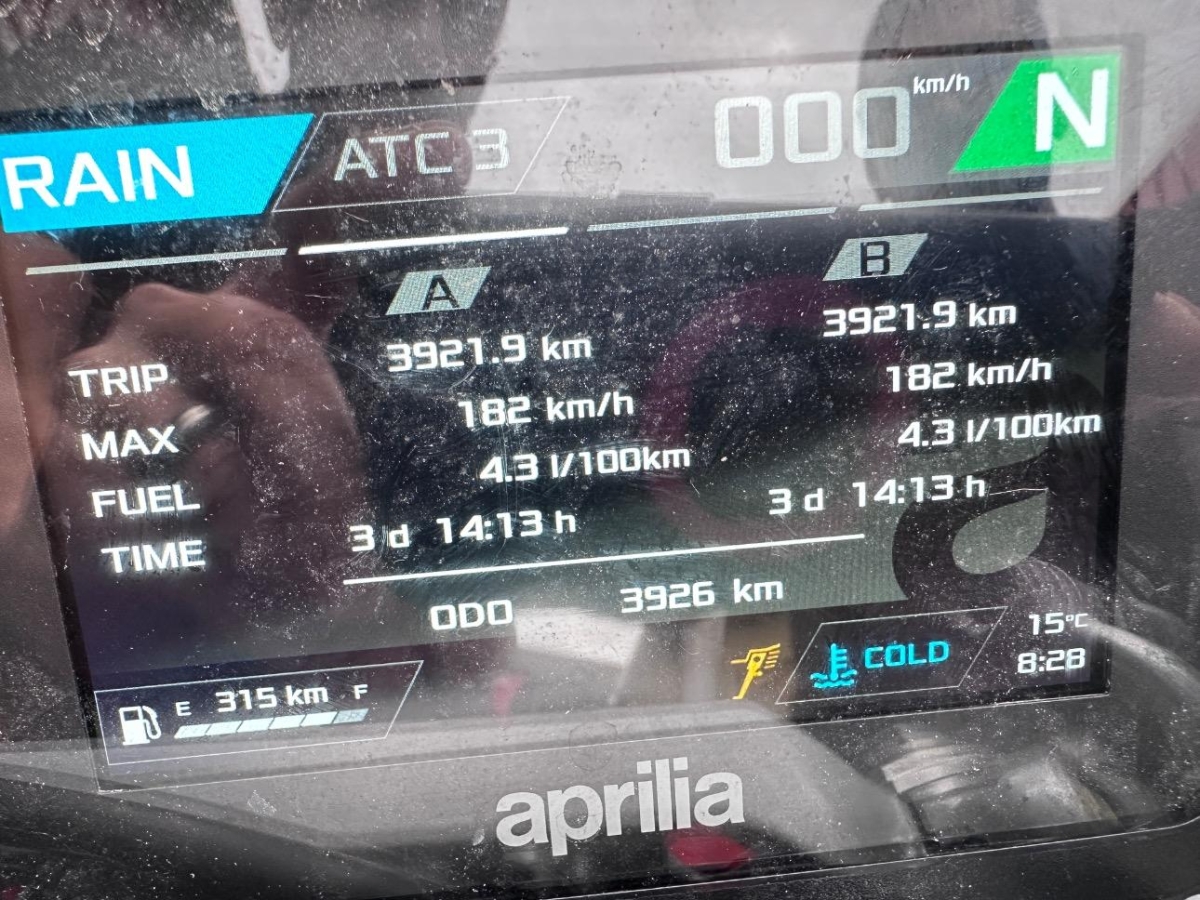 RAIN ATC 3 000 km/h N
A B
TRIP 3921.9 km 3921.9 km
MAX 182 km/h 182 km/h
FUEL 4.3 l/100km 4.3 l/100km
TIME 3 d 14:13 h 3 d 14:13 h
ODO 3926 km
E 315 km F COLD 15°C
8:28
aprilia